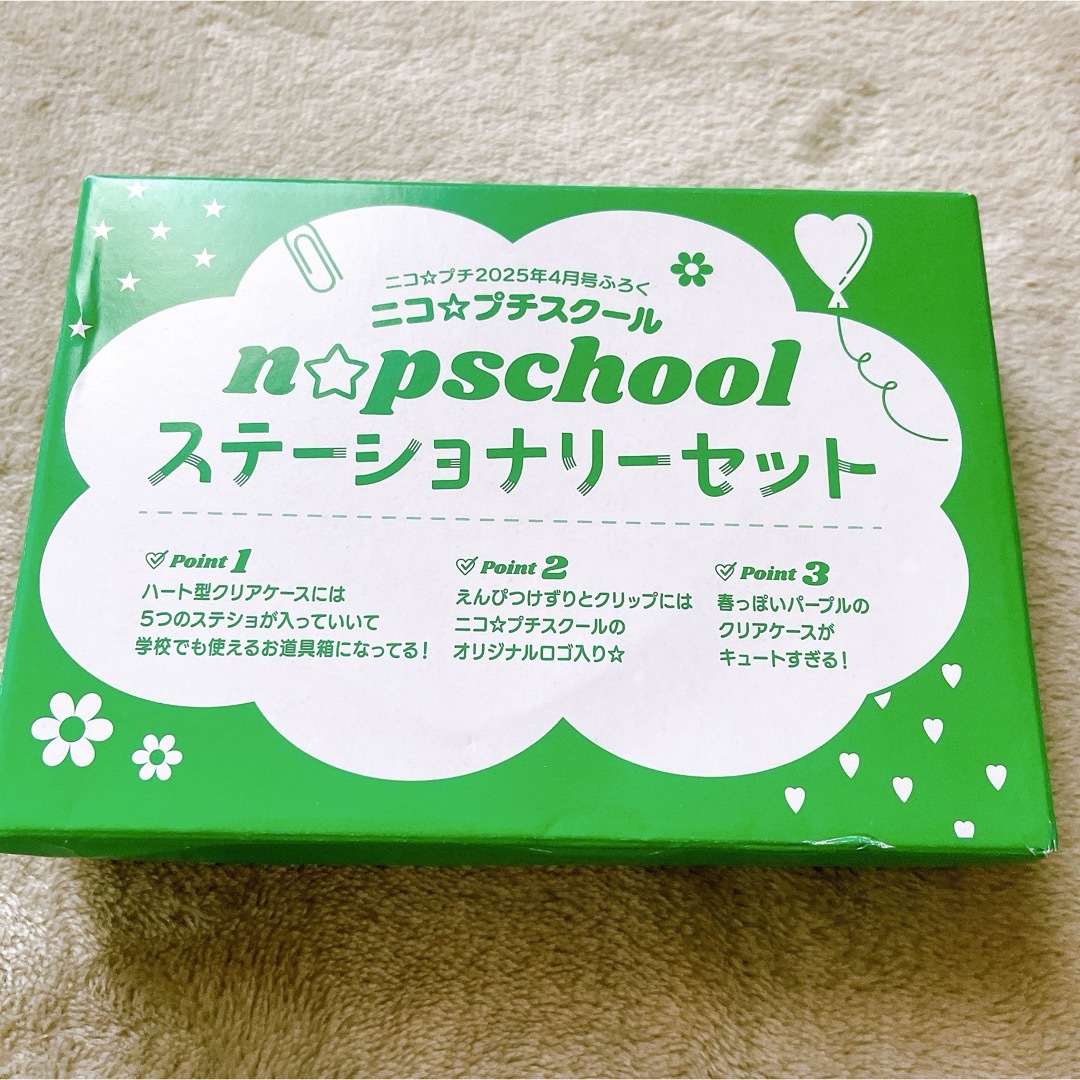 ニコ☆プチ2025年4月号ふろく
ニコ☆プチスクール
n☆pschool
ステーショナリーセット
Point 1
ハート型クリアケースには
5つのステショが入っていいて
学校でも使えるお道具箱になってる！
Point 2
えんぴつけずりとクリップには
ニコ☆プチスクールの
オリジナルロゴ入り☆
Point 3
春っぽいパープルの
クリアケースが
キュートすぎる！